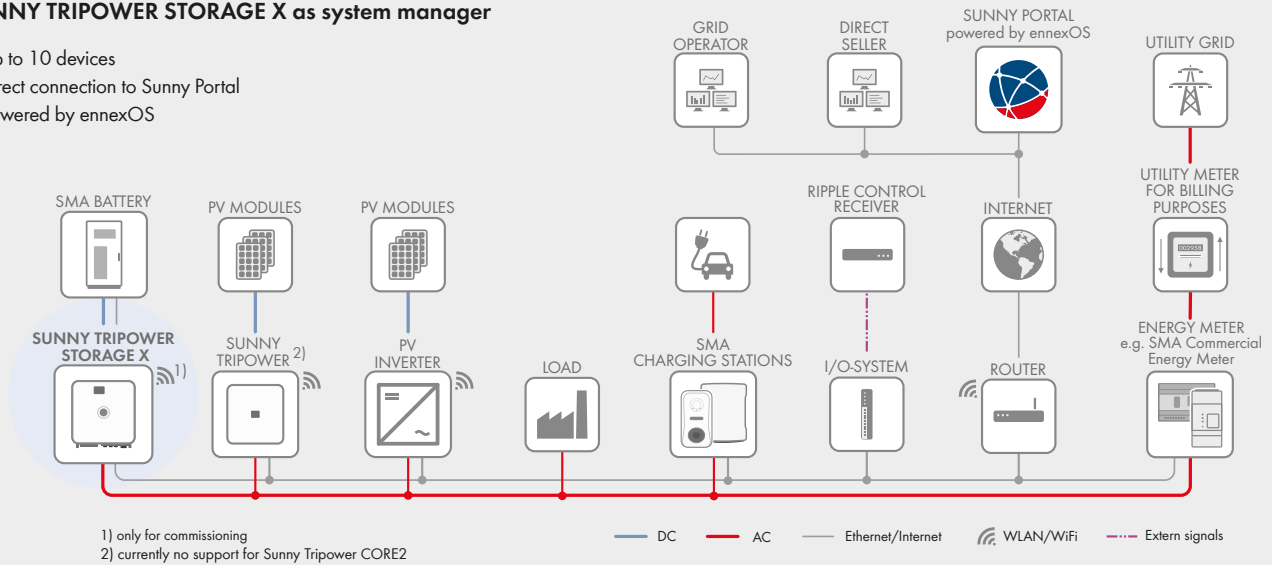 NNY TRIPOWER STORAGE X as system manager
p to 10 devices
rect connection to Sunny Portal
wered by ennexOS
GRID
OPERATOR
DIRECT
SELLER
SUNNY PORTAL
powered by ennexOS
UTILITY GRID
SMA BATTERY
PV MODULES
PV MODULES
RIPPLE CONTROL
RECEIVER
INTERNET
UTILITY METER
FOR BILLING
PURPOSES
002938
SUNNY TRIPOWER
STORAGE X
1)
SUNNY
TRIPOWER 2)
PV
INVERTER
LOAD
SMA
CHARGING STATIONS
I/O-SYSTEM
ROUTER
ENERGY METER
e.g. SMA Commercial
Energy Meter
1) only for commissioning
2) currently no support for Sunny Tripower CORE2
DC
AC
Ethernet/Internet
WLAN/WiFi
Extern signals